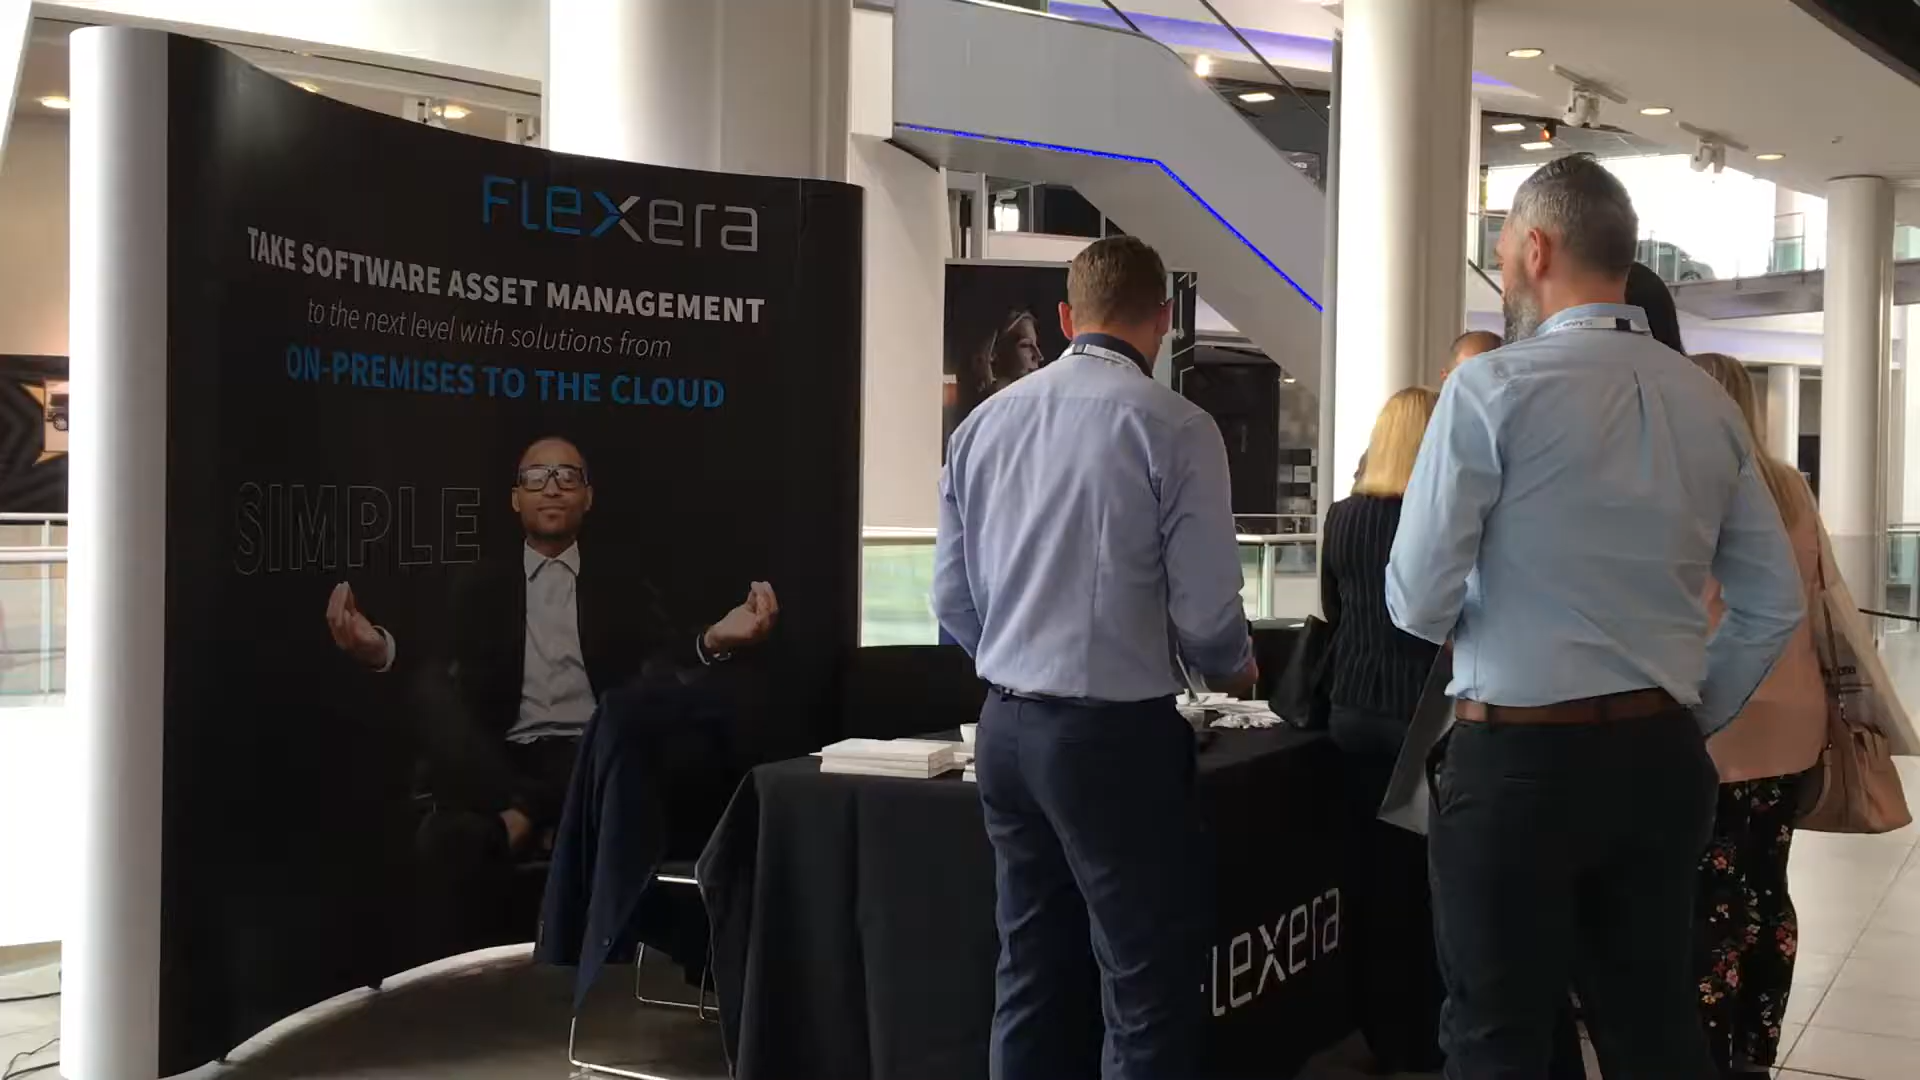 FLexera
TAKE SOFTWARE ASSET MANAGEMENT
to the next level with solutions from
ON-PREMISES TO THE CLOUD
SIMPLE
FLexera